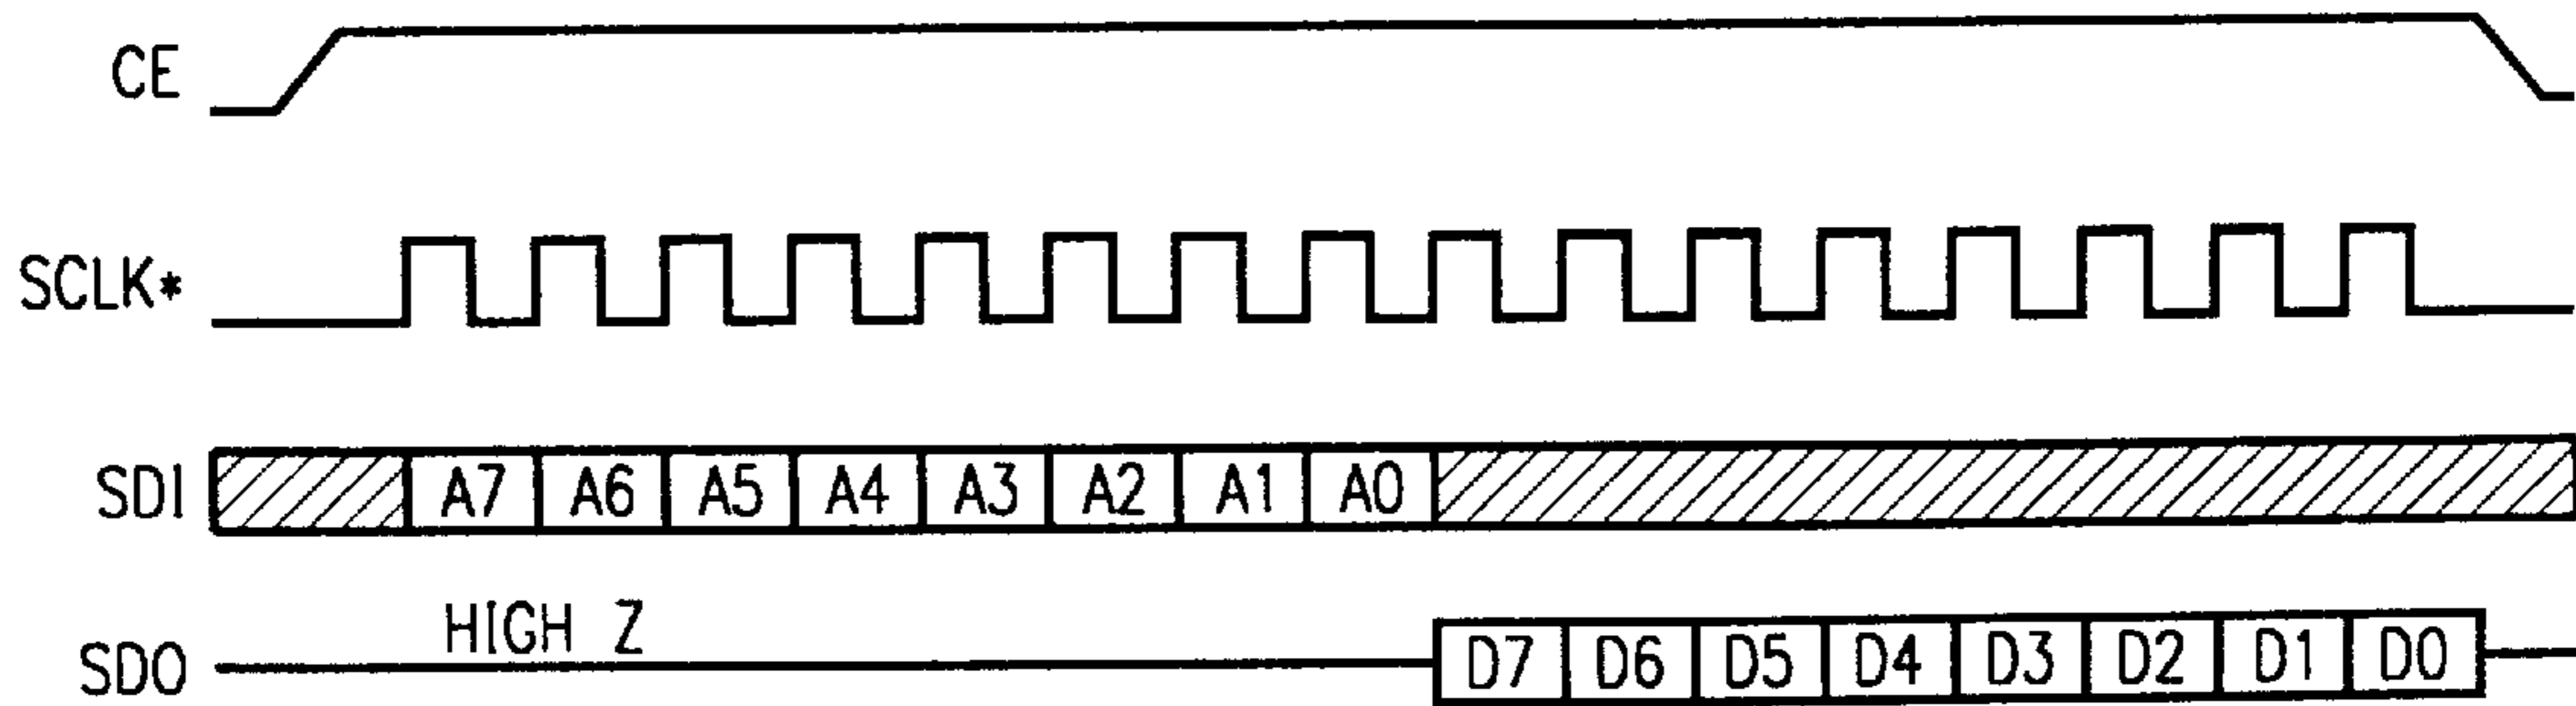 CE
SCLK*
SDI A7 A6 A5 A4 A3 A2 A1 A0
HIGH Z
SDO D7 D6 D5 D4 D3 D2 D1 D0